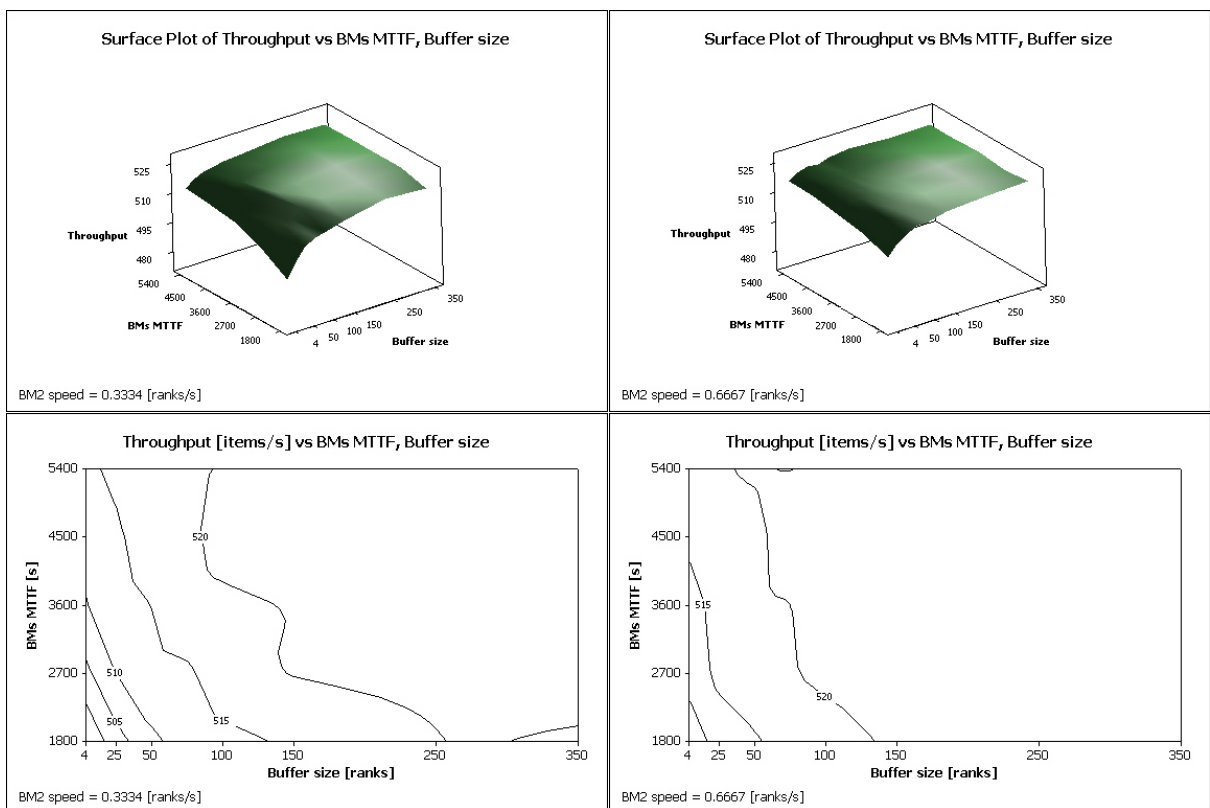 Surface Plot of Throughput vs BMs MTTF, Buffer size
525
510
495
480
Throughput
5400
4500
3600
2700
1800
BMs MTTF
4 50 100 150 250 350
Buffer size
BM2 speed = 0.3334 [ranks/s]
Surface Plot of Throughput vs BMs MTTF, Buffer size
525
510
495
480
Throughput
5400
4500
3600
2700
1800
BMs MTTF
4 50 100 150 250 350
Buffer size
BM2 speed = 0.6667 [ranks/s]
Throughput [items/s] vs BMs MTTF, Buffer size
5400
4500
3600
2700
1800
BMs MTTF [s]
520
510
505
515
4 25 50 100 150 250 350
Buffer size [ranks]
BM2 speed = 0.3334 [ranks/s]
Throughput [items/s] vs BMs MTTF, Buffer size
5400
4500
3600
2700
1800
BMs MTTF [s]
515
520
4 25 50 100 150 250 350
Buffer size [ranks]
BM2 speed = 0.6667 [ranks/s]